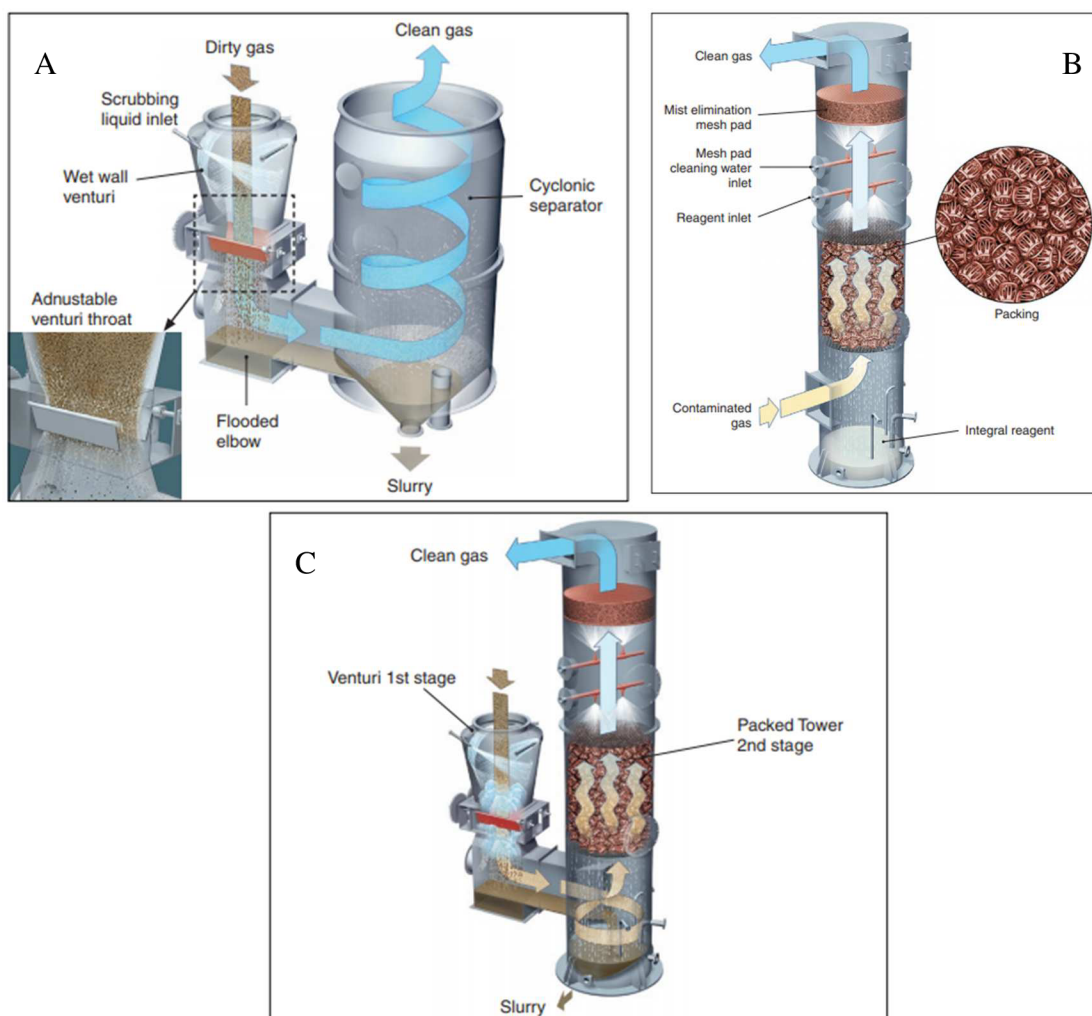 A
Dirty gas
Clean gas
Scrubbing
liquid inlet
Wet wall
venturi
Cyclonic
separator
Adnustable
venturi throat
Flooded
elbow
Slurry
B
Clean gas
Mist elimination
mesh pad
Mesh pad
cleaning water
inlet
Reagent inlet
Packing
Contaminated
gas
Integral reagent
C
Clean gas
Venturi 1st stage
Packed Tower
2nd stage
Slurry